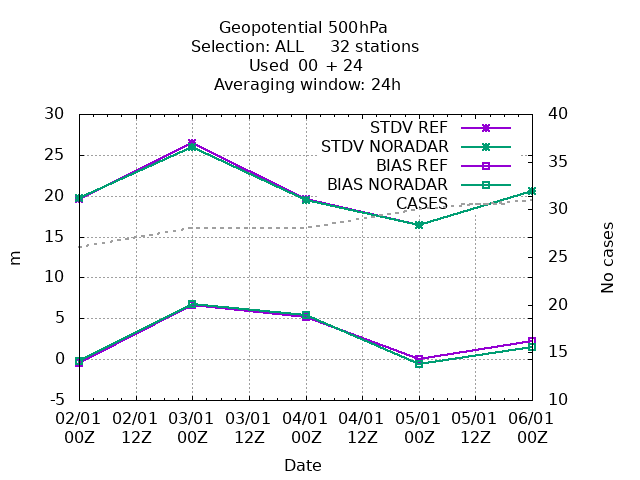 Geopotential 500hPa
Selection: ALL     32 stations
Used  00  + 24
Averaging window: 24h
30
25
20
15
10
5
0
-5
m
STDV REF
STDV NORADAR
BIAS REF
BIAS NORADAR
CASES
40
35
30
25
20
15
10
No cases
02/01 02/01 03/01 03/01 04/01 04/01 05/01 05/01 06/01
00Z 12Z 00Z 12Z 00Z 12Z 00Z 12Z 00Z
Date